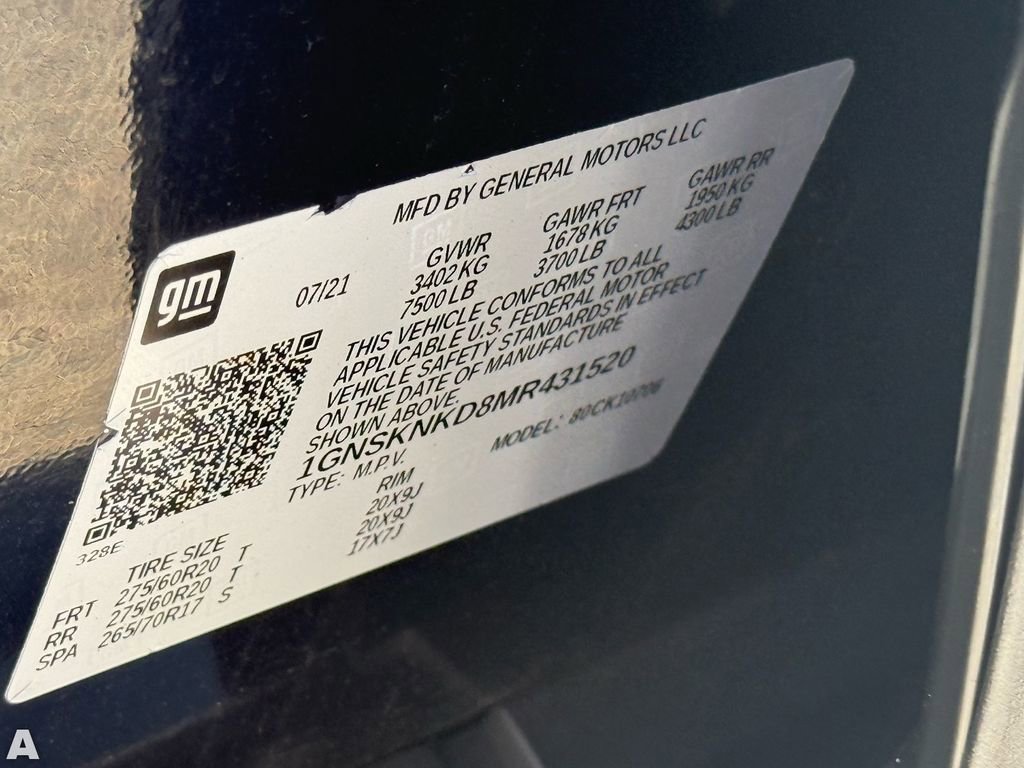 MFD BY GENERAL MOTORS LLC
gm
07/21
GVWR GAWR FRT GAWR RR
3402 KG 1678 KG 1950 KG
7500 LB 3700 LB 4300 LB
THIS VEHICLE CONFORMS TO ALL
APPLICABLE U.S. FEDERAL MOTOR
VEHICLE SAFETY STANDARDS IN EFFECT
ON THE DATE OF MANUFACTURE
SHOWN ABOVE.
1GNSKNKD8MR431520
TYPE: M.P.V. MODEL: 80CK10706
328E
TIRE SIZE RIM
FRT 275/60R20 T 20X9J
RR 275/60R20 T 20X9J
SPA 265/70R17 S 17X7J
A